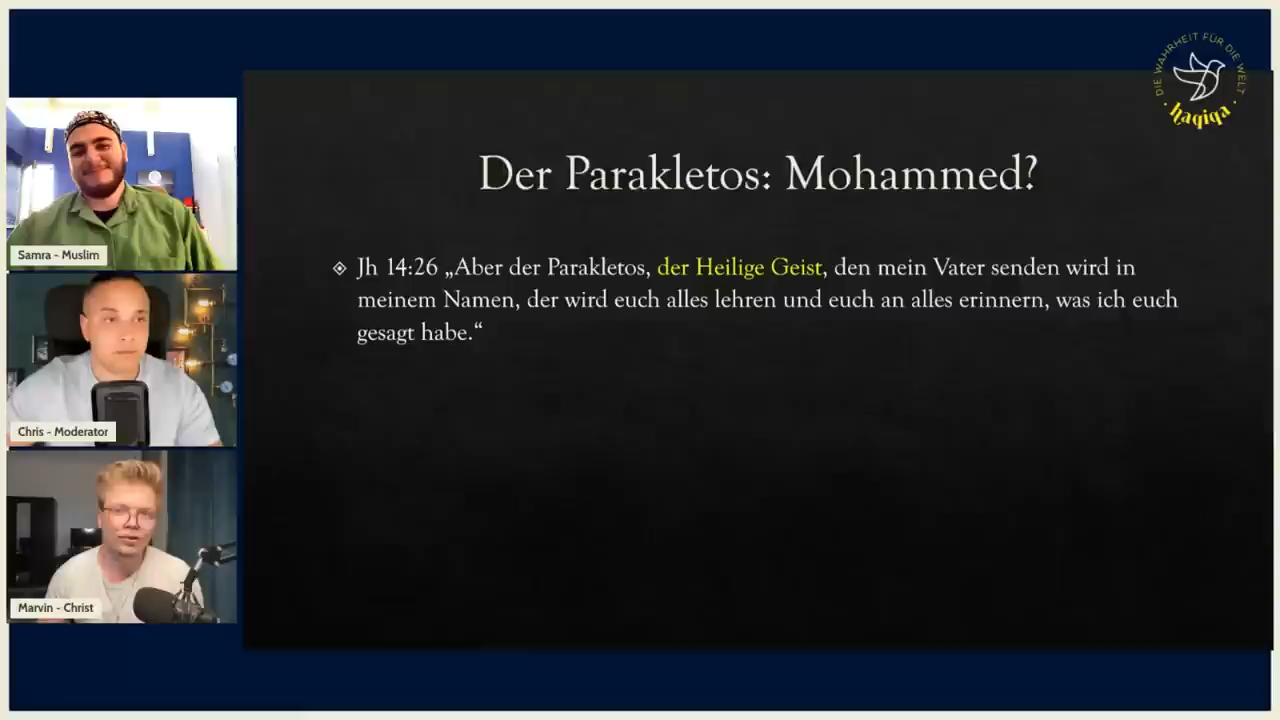 DIE WAHRHEIT FÜR DIE WELT
haqiqa
Der Parakletos: Mohammed?
Jh 14:26 „Aber der Parakletos, der Heilige Geist, den mein Vater senden wird in
meinem Namen, der wird euch alles lehren und euch an alles erinnern, was ich euch
gesagt habe.“
Samra - Muslim
Chris - Moderator
Marvin - Christ